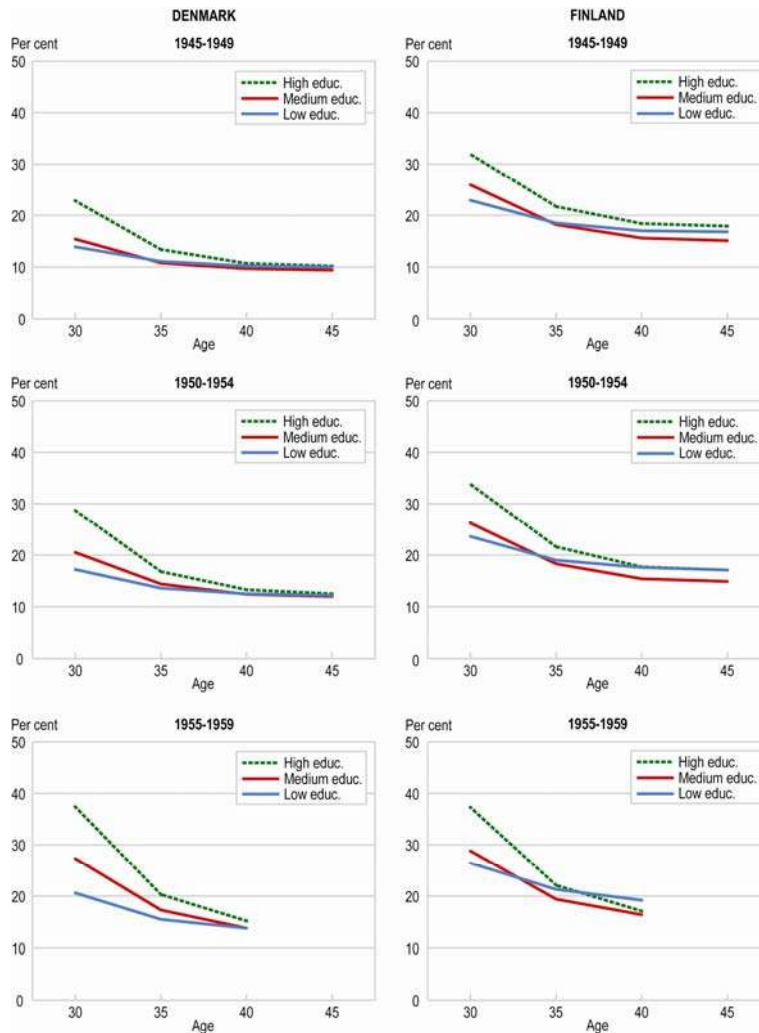 DENMARK
Per cent 1945-1949
50
40
30
20
10
0
High educ.
Medium educ.
Low educ.
30 35 40 45
Age
FINLAND
Per cent 1945-1949
50
40
30
20
10
0
High educ.
Medium educ.
Low educ.
30 35 40 45
Age
Per cent 1950-1954
50
40
30
20
10
0
High educ.
Medium educ.
Low educ.
30 35 40 45
Age
Per cent 1950-1954
50
40
30
20
10
0
High educ.
Medium educ.
Low educ.
30 35 40 45
Age
Per cent 1955-1959
50
40
30
20
10
0
High educ.
Medium educ.
Low educ.
30 35 40 45
Age
Per cent 1955-1959
50
40
30
20
10
0
High educ.
Medium educ.
Low educ.
30 35 40 45
Age